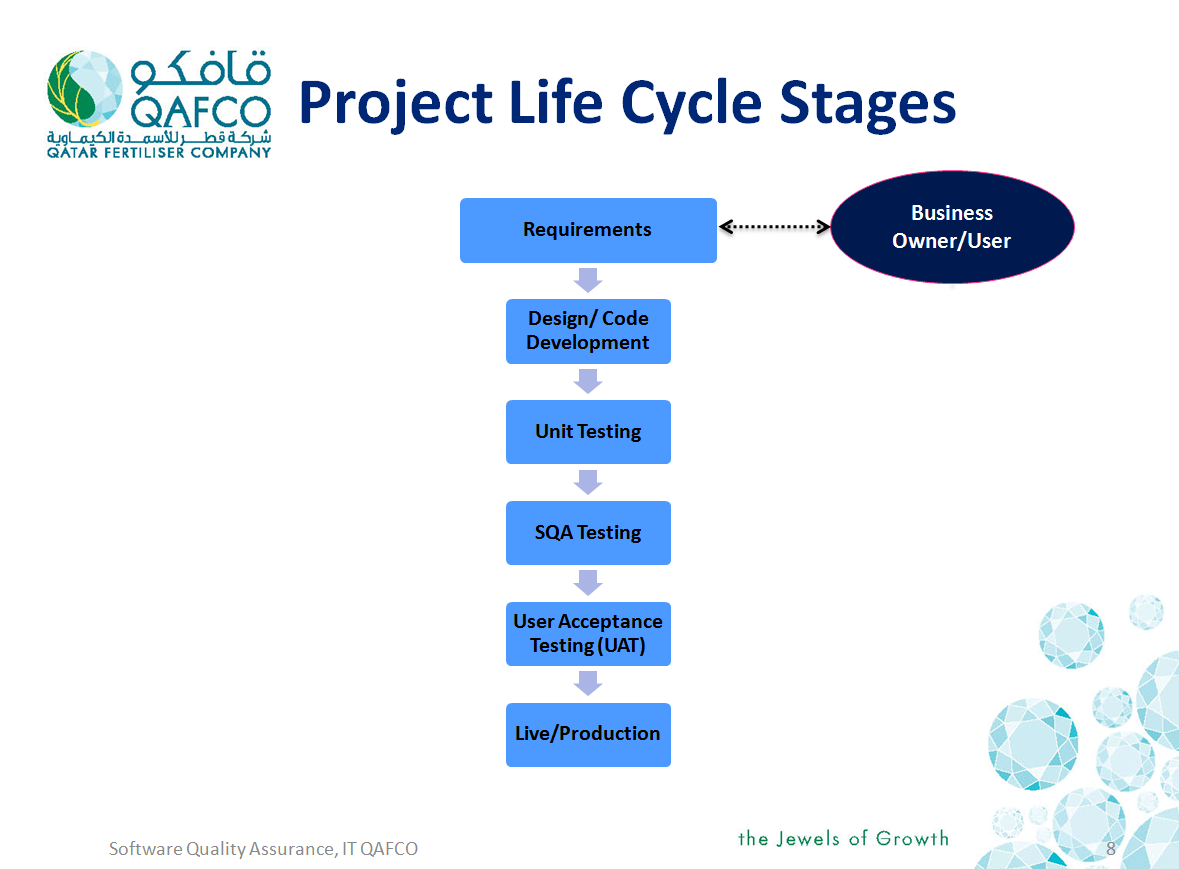 قافكو
QAFCO
شركة قطر للأسمدة الكيماوية
QATAR FERTILISER COMPANY
Project Life Cycle Stages
Requirements
Business
Owner/User
Design/ Code
Development
Unit Testing
SQA Testing
User Acceptance
Testing (UAT)
Live/Production
the Jewels of Growth
Software Quality Assurance, IT QAFCO
8